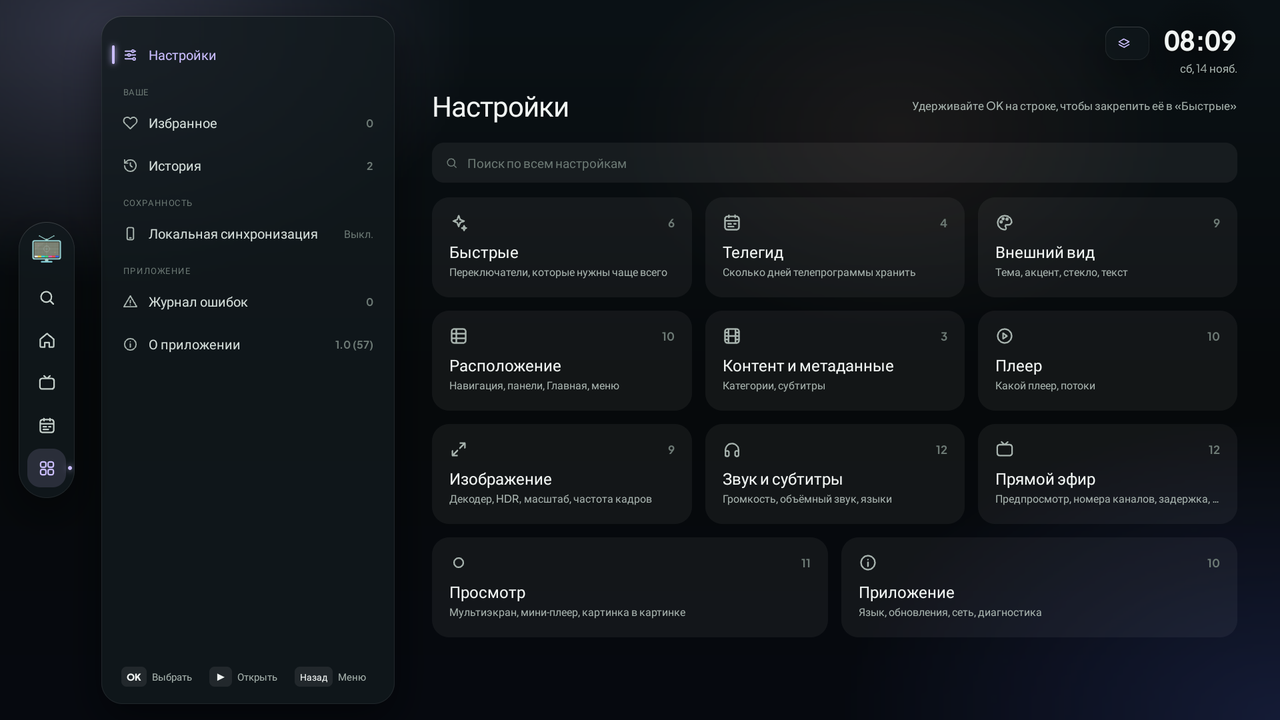 Настройки
ВАШЕ
Избранное 0
История 2
СОХРАННОСТЬ
Локальная синхронизация Выкл.
ПРИЛОЖЕНИЕ
Журнал ошибок 0
О приложении 1.0 (57)
OK Выбрать Открыть Назад Меню
08:09
сб, 14 нояб.
Настройки
Удерживайте OK на строке, чтобы закрепить её в «Быстрые»
Поиск по всем настройкам
6
Быстрые
Переключатели, которые нужны чаще всего
4
Телегид
Сколько дней телепрограммы хранить
9
Внешний вид
Тема, акцент, стекло, текст
10
Расположение
Навигация, панели, Главная, меню
3
Контент и метаданные
Категории, субтитры
10
Плеер
Какой плеер, потоки
9
Изображение
Декодер, HDR, масштаб, частота кадров
12
Звук и субтитры
Громкость, объёмный звук, языки
12
Прямой эфир
Предпросмотр, номера каналов, задержка, ...
11
Просмотр
Мультиэкран, мини-плеер, картинка в картинке
10
Приложение
Язык, обновления, сеть, диагностика